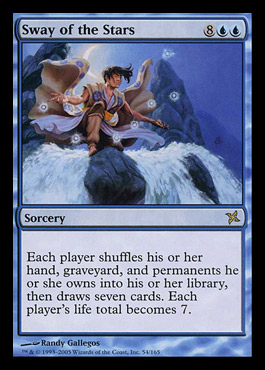 Sway of the Stars 8
Sorcery
Each player shuffles his or her
hand, graveyard, and permanents he
or she owns into his or her library,
then draws seven cards. Each
player's life total becomes 7.
Randy Gallegos
™ & © 1993-2005 Wizards of the Coast, Inc. 54/165